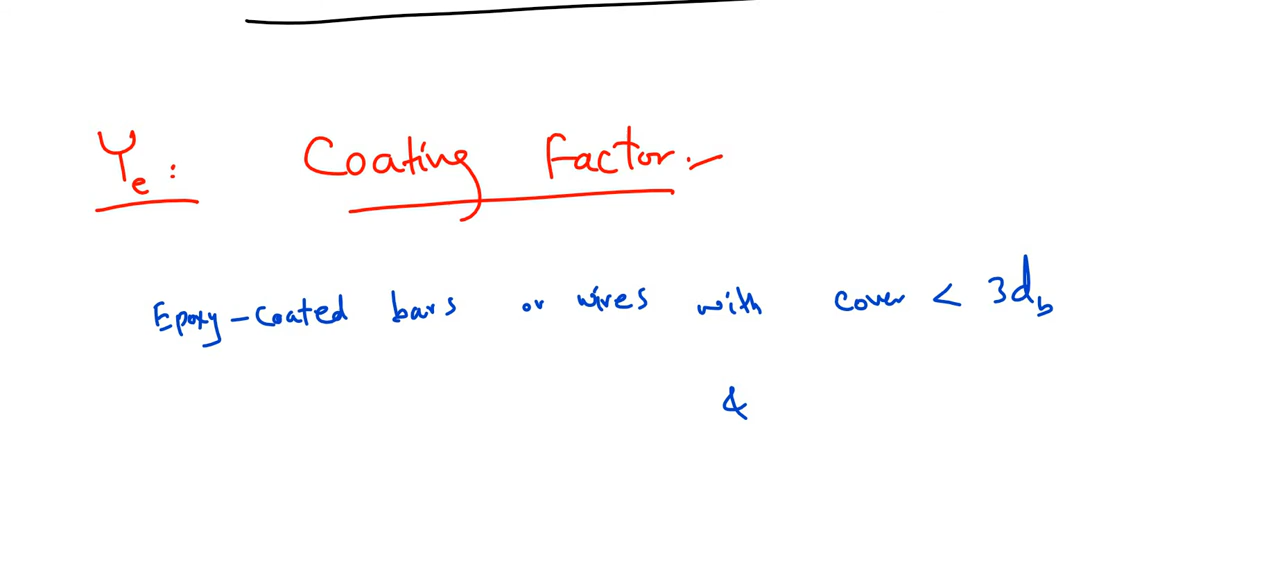 Ψe: Coating Factor:-
Epoxy-coated bars or wires with cover < 3db
&